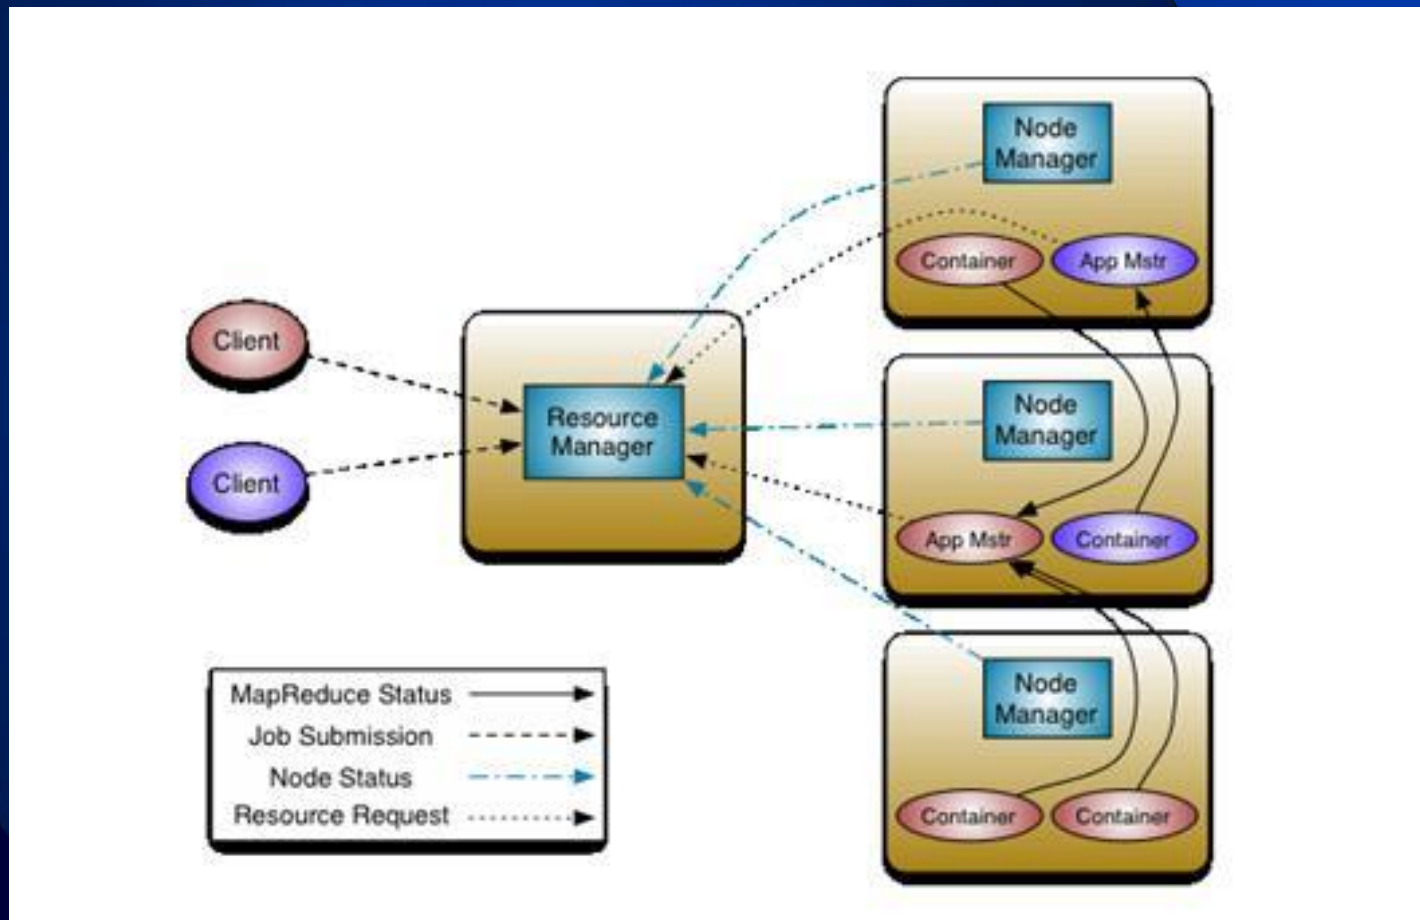 Node
Manager
Container
App Mstr
Client
Resource
Manager
Client
Node
Manager
App Mstr
Container
MapReduce Status
Job Submission
Node Status
Resource Request
Node
Manager
Container
Container